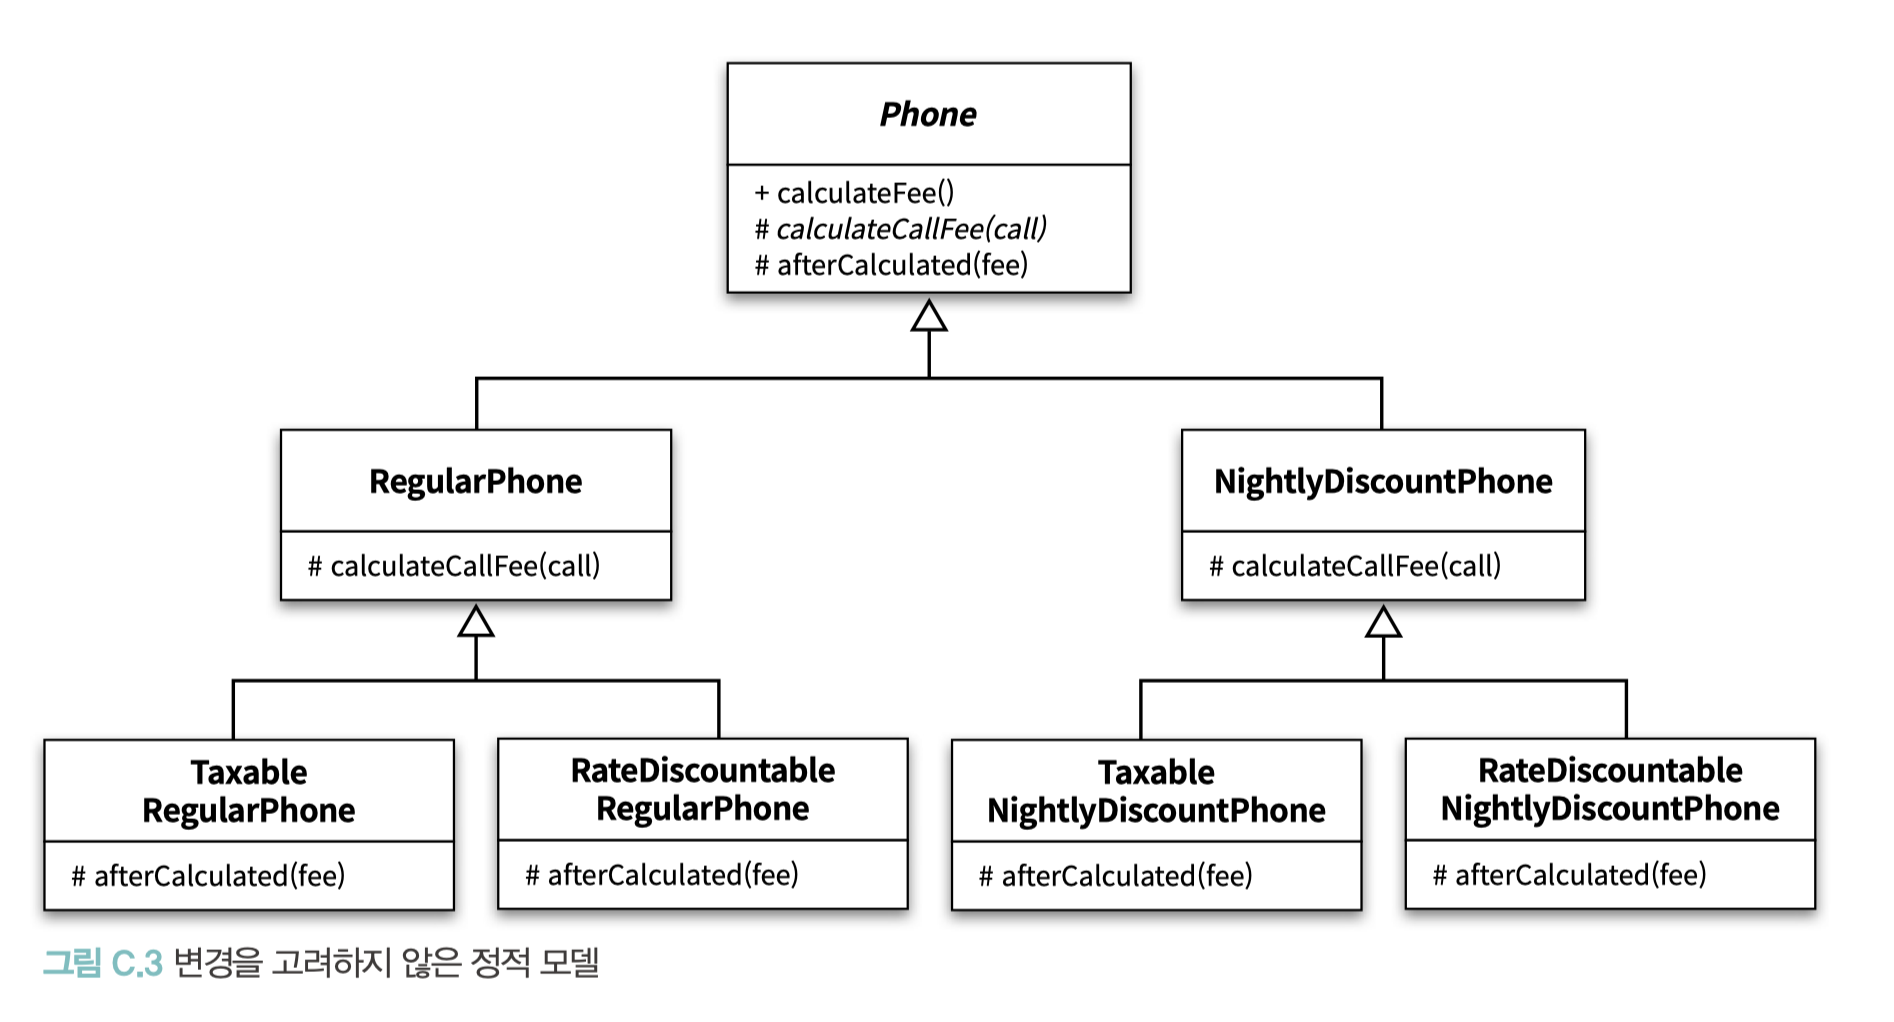 Phone
+ calculateFee()
# calculateCallFee(call)
# afterCalculated(fee)
RegularPhone
# calculateCallFee(call)
NightlyDiscountPhone
# calculateCallFee(call)
Taxable
RegularPhone
# afterCalculated(fee)
RateDiscountable
RegularPhone
# afterCalculated(fee)
Taxable
NightlyDiscountPhone
# afterCalculated(fee)
RateDiscountable
NightlyDiscountPhone
# afterCalculated(fee)
그림 C.3 변경을 고려하지 않은 정적 모델